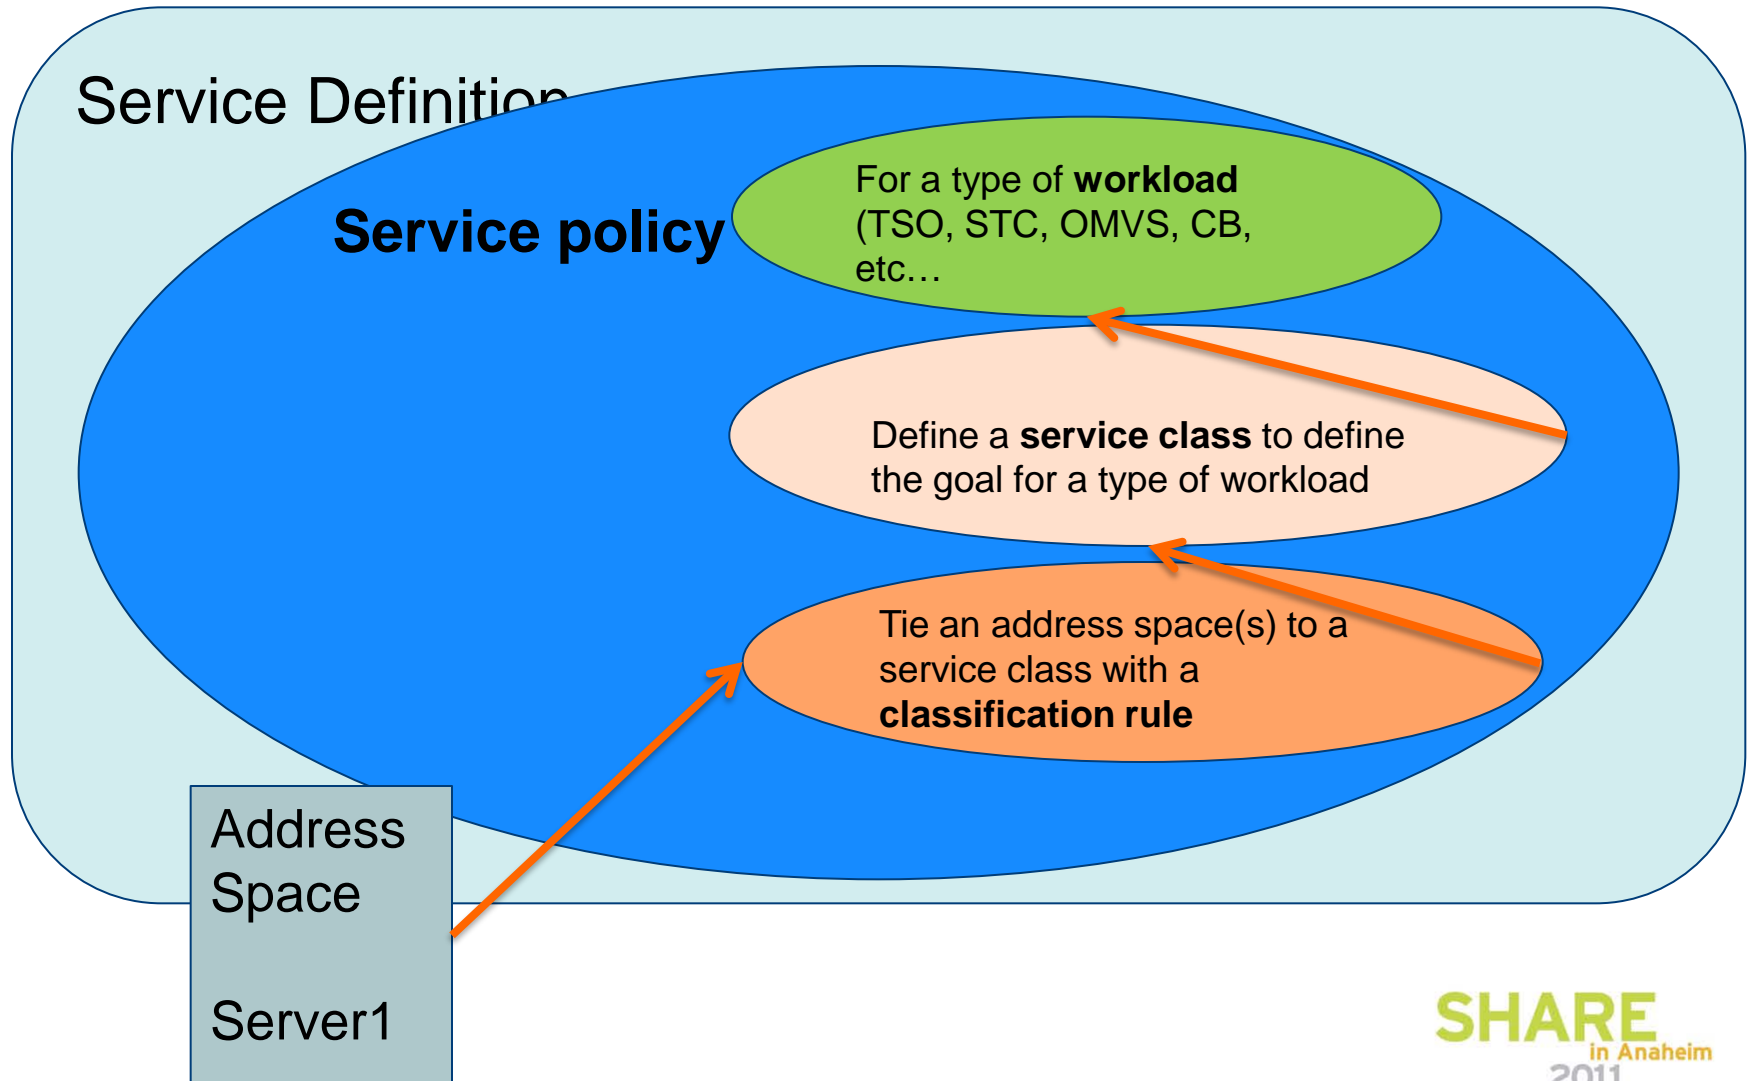 Service Definition
Service policy
For a type of workload
(TSO, STC, OMVS, CB,
etc…
Define a service class to define
the goal for a type of workload
Tie an address space(s) to a
service class with a
classification rule
Address
Space
Server1
SHARE
in Anaheim
2011